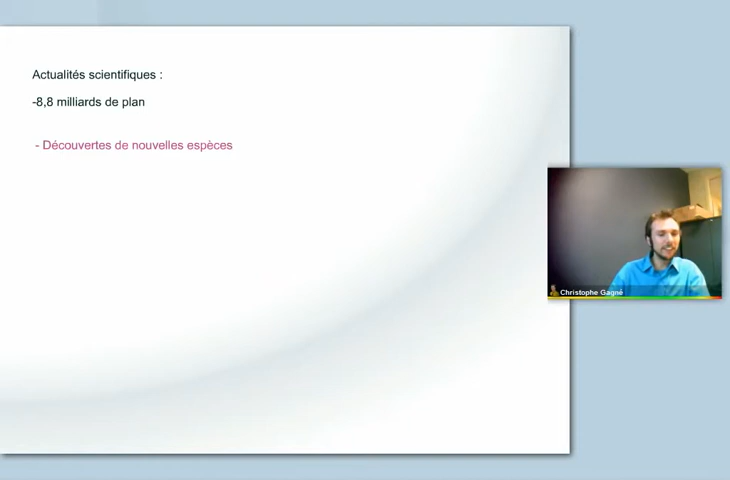 Actualités scientifiques :
-8,8 milliards de plan
- Découvertes de nouvelles espèces
Christophe Gagné